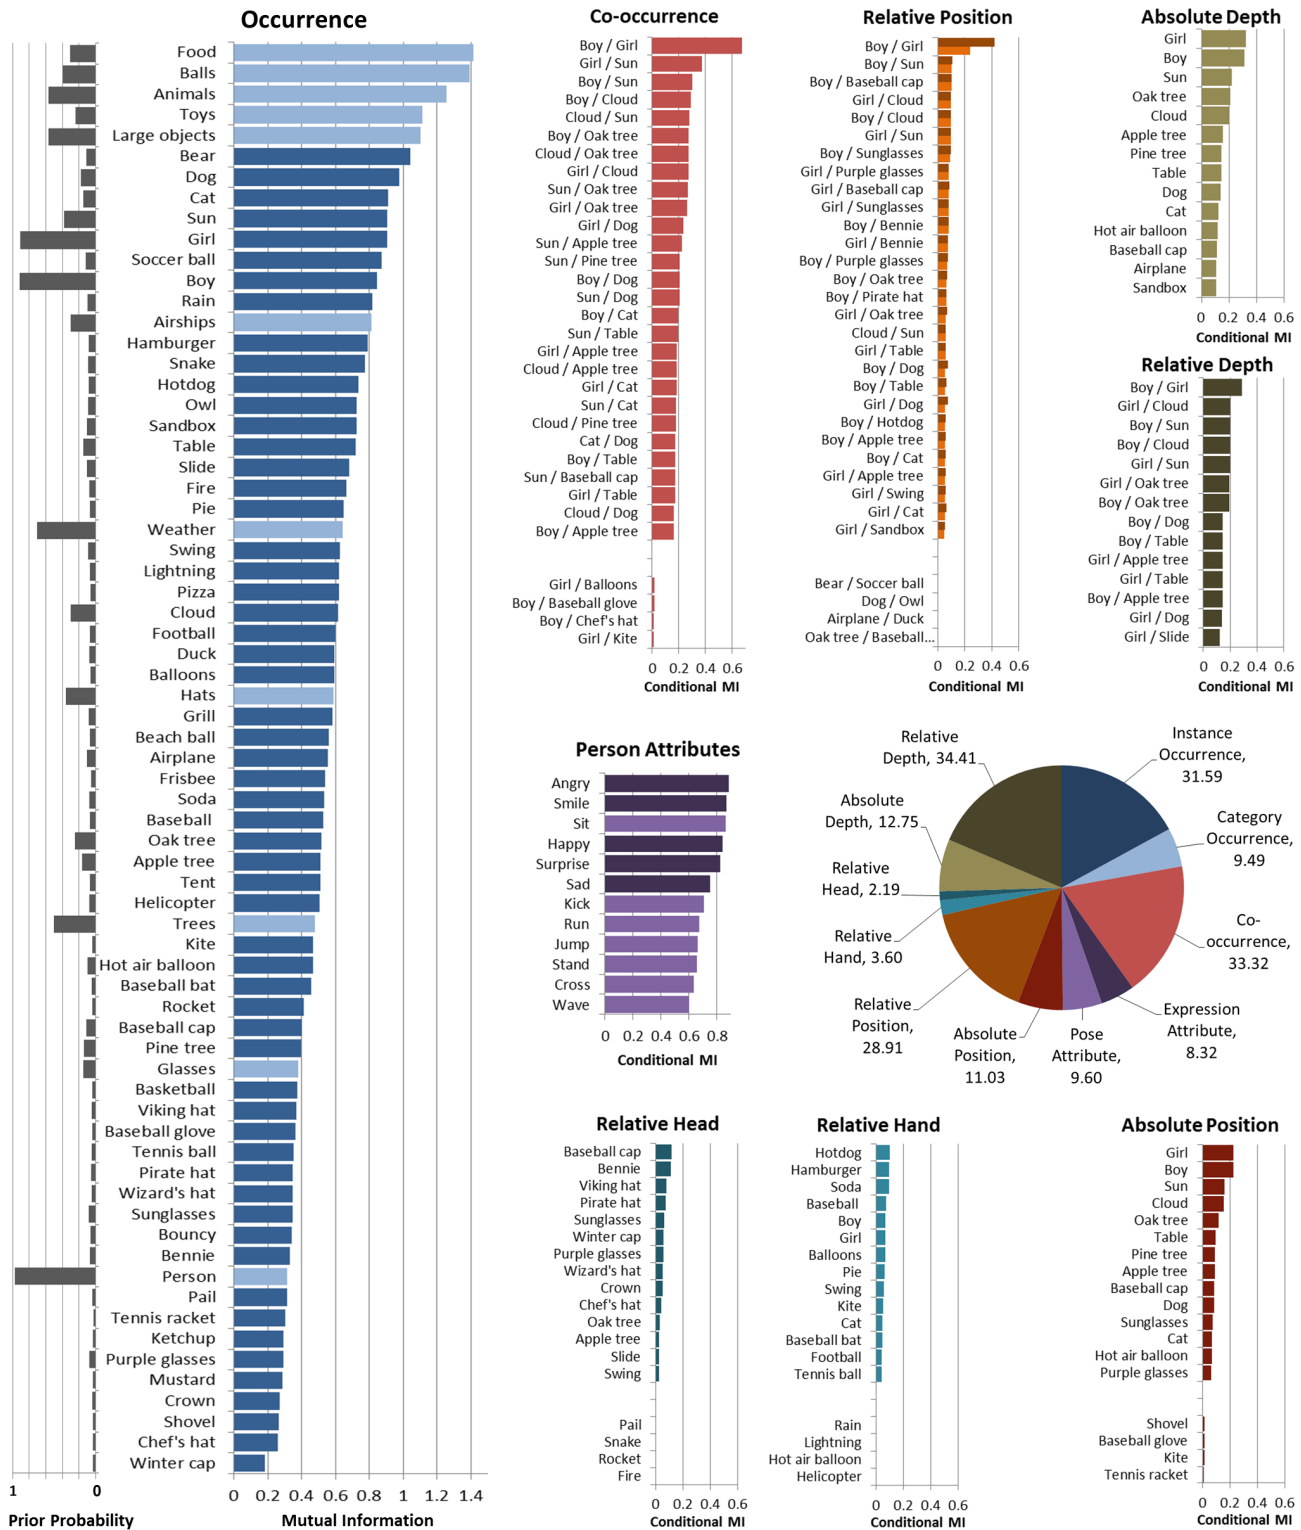 Occurrence
Food
Balls
Animals
Toys
Large objects
Bear
Dog
Cat
Sun
Girl
Soccer ball
Boy
Rain
Airships
Hamburger
Snake
Hotdog
Owl
Sandbox
Table
Slide
Fire
Pie
Weather
Swing
Lightning
Pizza
Cloud
Football
Duck
Balloons
Hats
Grill
Beach ball
Airplane
Frisbee
Soda
Baseball
Oak tree
Apple tree
Tent
Helicopter
Trees
Kite
Hot air balloon
Baseball bat
Rocket
Baseball cap
Pine tree
Glasses
Basketball
Viking hat
Baseball glove
Tennis ball
Pirate hat
Wizard's hat
Sunglasses
Bouncy
Bennie
Person
Pail
Tennis racket
Ketchup
Purple glasses
Mustard
Crown
Shovel
Chef's hat
Winter cap
1 0 0 0.2 0.4 0.6 0.8 1 1.2 1.4
Prior Probability Mutual Information
Co-occurrence
Boy / Girl
Girl / Sun
Boy / Sun
Boy / Cloud
Cloud / Sun
Boy / Oak tree
Cloud / Oak tree
Girl / Cloud
Sun / Oak tree
Girl / Oak tree
Girl / Dog
Sun / Apple tree
Sun / Pine tree
Boy / Dog
Sun / Dog
Boy / Cat
Sun / Table
Girl / Apple tree
Cloud / Apple tree
Girl / Cat
Sun / Cat
Cloud / Pine tree
Cat / Dog
Boy / Table
Sun / Baseball cap
Girl / Table
Cloud / Dog
Boy / Apple tree
Girl / Balloons
Boy / Baseball glove
Boy / Chef's hat
Girl / Kite
0 0.2 0.4 0.6
Conditional MI
Relative Position
Boy / Girl
Boy / Sun
Boy / Baseball cap
Girl / Cloud
Boy / Cloud
Girl / Sun
Boy / Sunglasses
Girl / Purple glasses
Girl / Baseball cap
Girl / Sunglasses
Boy / Bennie
Girl / Bennie
Boy / Purple glasses
Boy / Oak tree
Boy / Pirate hat
Girl / Oak tree
Cloud / Sun
Girl / Table
Boy / Dog
Boy / Table
Girl / Dog
Boy / Hotdog
Boy / Apple tree
Boy / Cat
Girl / Apple tree
Girl / Swing
Girl / Cat
Girl / Sandbox
Bear / Soccer ball
Dog / Owl
Airplane / Duck
Oak tree / Baseball...
0 0.2 0.4 0.6
Conditional MI
Absolute Depth
Girl
Boy
Sun
Oak tree
Cloud
Apple tree
Pine tree
Table
Dog
Cat
Hot air balloon
Baseball cap
Airplane
Sandbox
0 0.2 0.4 0.6
Conditional MI
Relative Depth
Boy / Girl
Girl / Cloud
Boy / Sun
Boy / Cloud
Girl / Sun
Girl / Oak tree
Boy / Oak tree
Boy / Dog
Boy / Table
Girl / Apple tree
Girl / Table
Boy / Apple tree
Girl / Dog
Girl / Slide
0 0.2 0.4 0.6
Conditional MI
Person Attributes
Angry
Smile
Sit
Happy
Surprise
Sad
Kick
Run
Jump
Stand
Cross
Wave
0 0.2 0.4 0.6 0.8
Conditional MI
Instance
Occurrence,
31.59
Category
Occurrence,
9.49
Co-
occurrence,
33.32
Expression
Attribute,
8.32
Pose
Attribute,
9.60
Absolute
Position,
11.03
Relative
Position,
28.91
Relative
Hand, 3.60
Relative
Head, 2.19
Absolute
Depth, 12.75
Relative
Depth, 34.41
Relative Head
Baseball cap
Bennie
Viking hat
Pirate hat
Sunglasses
Winter cap
Purple glasses
Wizard's hat
Crown
Chef's hat
Oak tree
Apple tree
Slide
Swing
Pail
Snake
Rocket
Fire
0 0.2 0.4 0.6
Conditional MI
Relative Hand
Hotdog
Hamburger
Soda
Baseball
Boy
Girl
Balloons
Pie
Swing
Kite
Cat
Baseball bat
Football
Tennis ball
Rain
Lightning
Hot air balloon
Helicopter
0 0.2 0.4 0.6
Conditional MI
Absolute Position
Girl
Boy
Sun
Cloud
Oak tree
Table
Pine tree
Apple tree
Baseball cap
Dog
Sunglasses
Cat
Hot air balloon
Purple glasses
Shovel
Baseball glove
Kite
Tennis racket
0 0.2 0.4 0.6
Conditional MI